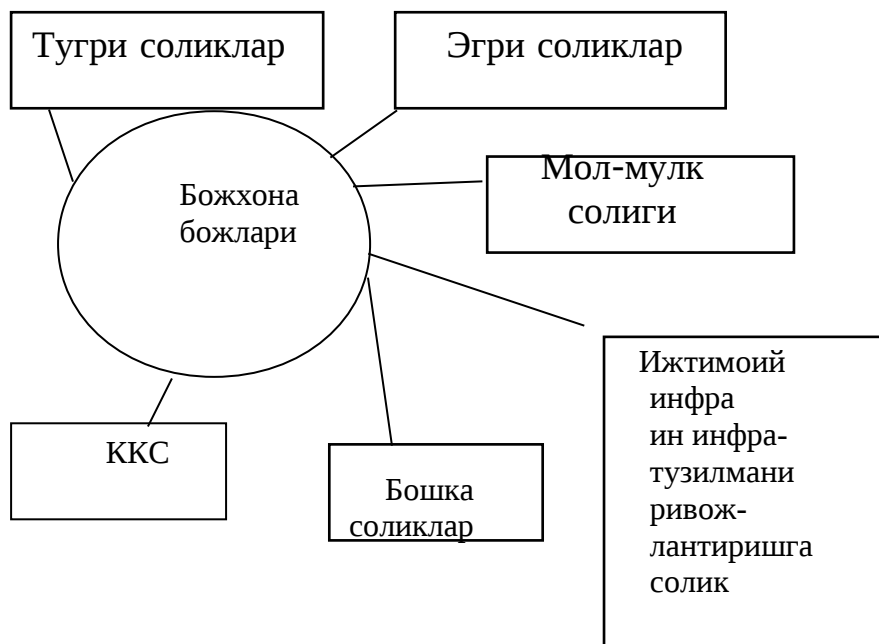 Тугри соликлар
Эгри соликлар
Мол-мулк
солиги
Божхона
божлари
Ижтимоий
инфра
ин инфра-
тузилмани
ривож-
лантиришга
солик
ККС
Бошка
соликлар